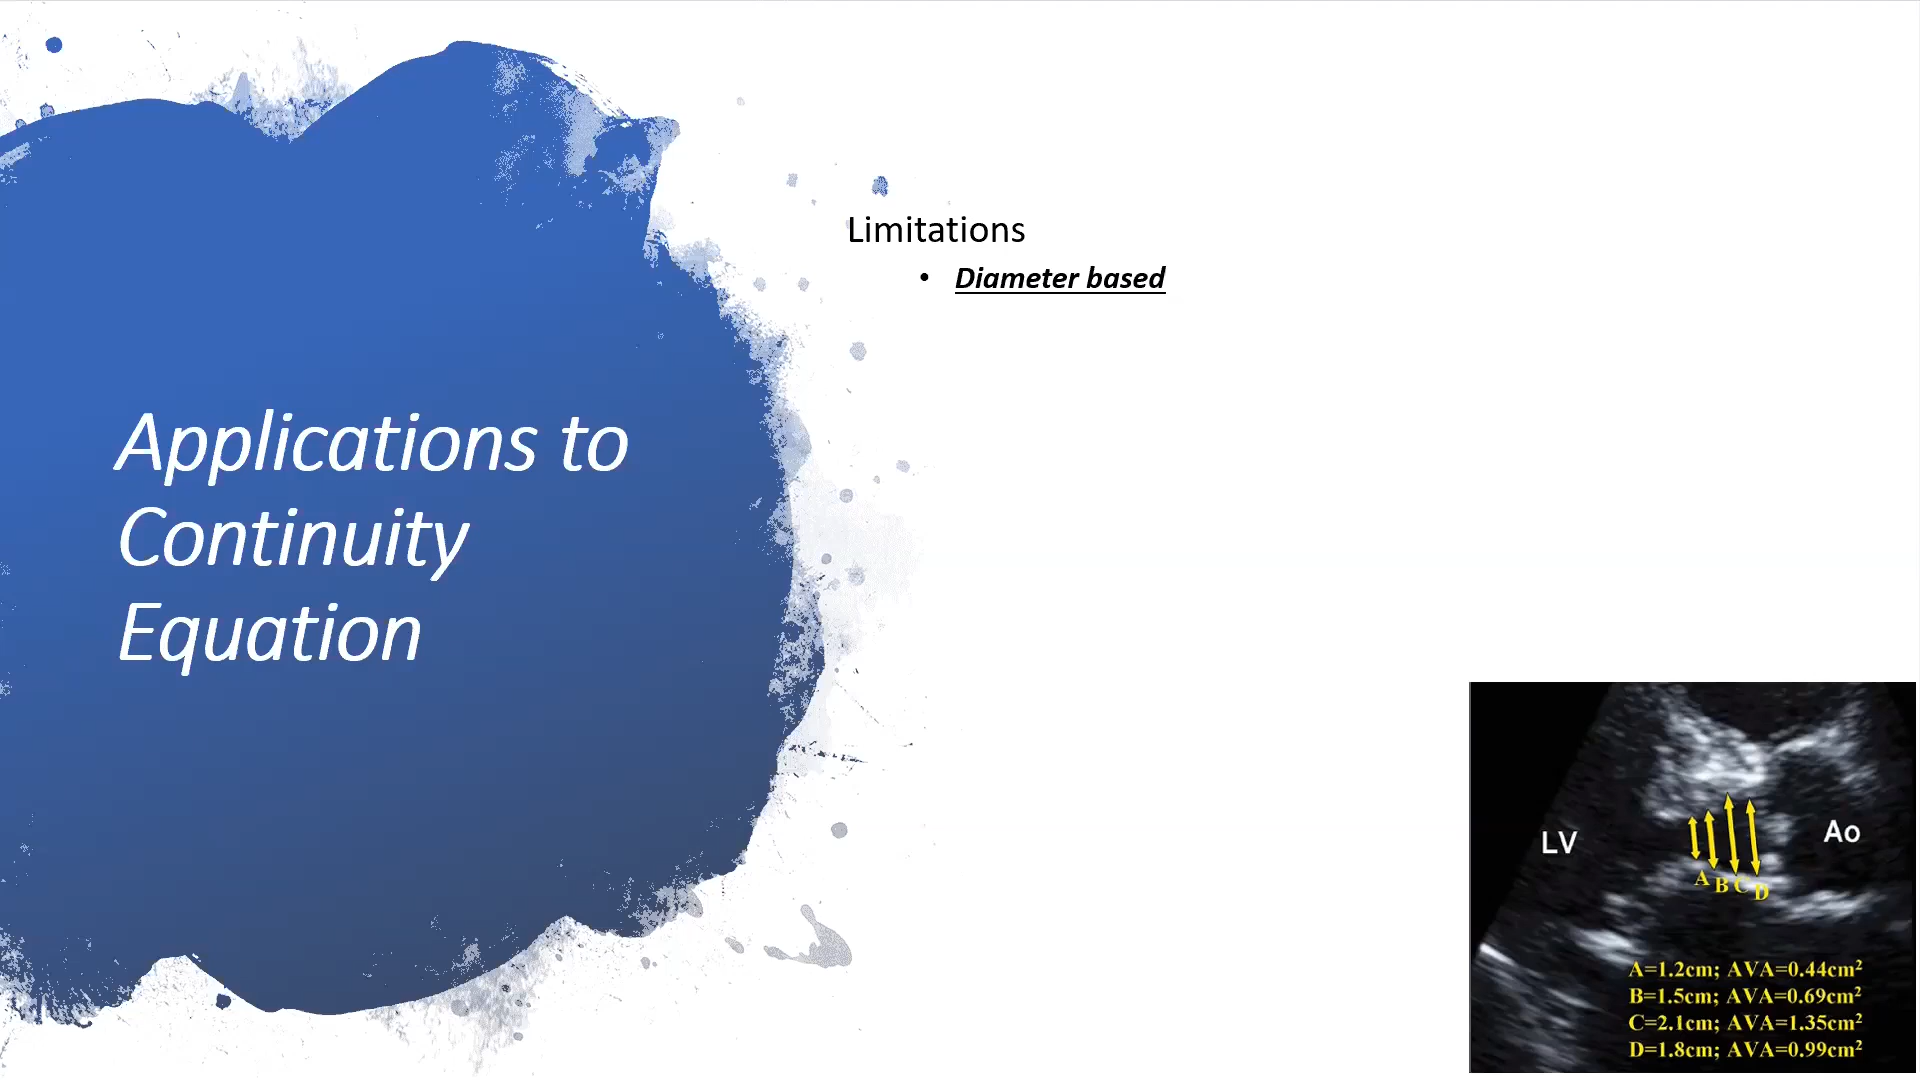 Applications to
Continuity
Equation
Limitations
• Diameter based
LV
Ao
A B C D
A=1.2cm; AVA=0.44cm²
B=1.5cm; AVA=0.69cm²
C=2.1cm; AVA=1.35cm²
D=1.8cm; AVA=0.99cm²